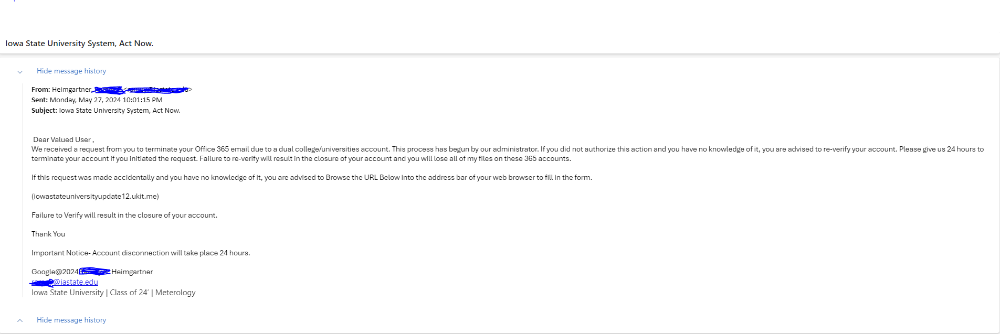 Iowa State University System, Act Now.
Hide message history
From: Heimgartner,
Sent: Monday, May 27, 2024 10:01:15 PM
Subject: Iowa State University System, Act Now.
Dear Valued User ,
We received a request from you to terminate your Office 365 email due to a dual college/universities account. This process has begun by our administrator. If you did not authorize this action and you have no knowledge of it, you are advised to re-verify your account. Please give us 24 hours to
terminate your account if you initiated the request. Failure to re-verify will result in the closure of your account and you will lose all of my files on these 365 accounts.
If this request was made accidentally and you have no knowledge of it, you are advised to Browse the URL Below into the address bar of your web browser to fill in the form.
(iowastateuniversityupdate12.ukit.me)
Failure to Verify will result in the closure of your account.
Thank You
Important Notice- Account disconnection will take place 24 hours.
Google@2024 Heimgartner
@iastate.edu
Iowa State University | Class of 24' | Meterology
Hide message history